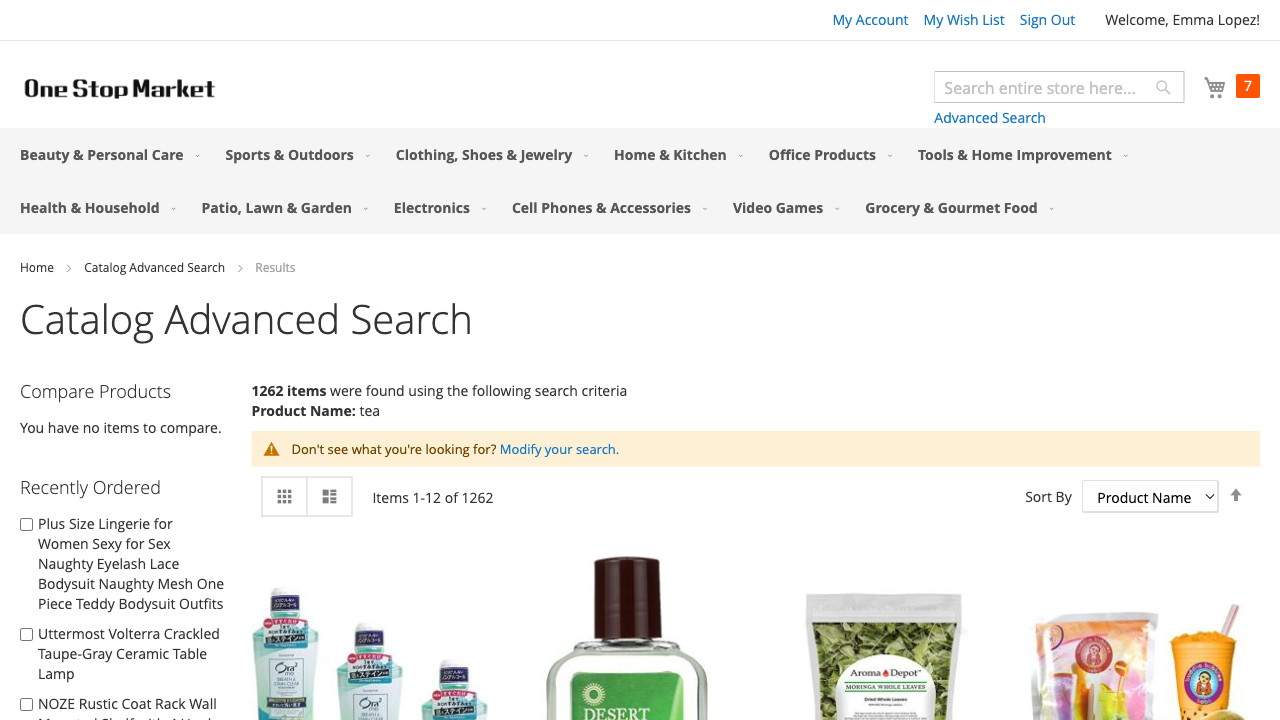 My Account My Wish List Sign Out Welcome, Emma Lopez!
One Stop Market
Search entire store here...
7
Advanced Search
Beauty & Personal Care Sports & Outdoors Clothing, Shoes & Jewelry Home & Kitchen Office Products Tools & Home Improvement
Health & Household Patio, Lawn & Garden Electronics Cell Phones & Accessories Video Games Grocery & Gourmet Food
Home Catalog Advanced Search Results
Catalog Advanced Search
Compare Products
You have no items to compare.
Recently Ordered
Plus Size Lingerie for
Women Sexy for Sex
Naughty Eyelash Lace
Bodysuit Naughty Mesh One
Piece Teddy Bodysuit Outfits
Uttermost Volterra Crackled
Taupe-Gray Ceramic Table
Lamp
NOZE Rustic Coat Rack Wall
1262 items were found using the following search criteria
Product Name: tea
Don't see what you're looking for? Modify your search.
Items 1-12 of 1262
Sort By Product Name
Ora²
me
DESERT
Aroma Depot
MORINGA WHOLE LEAVES